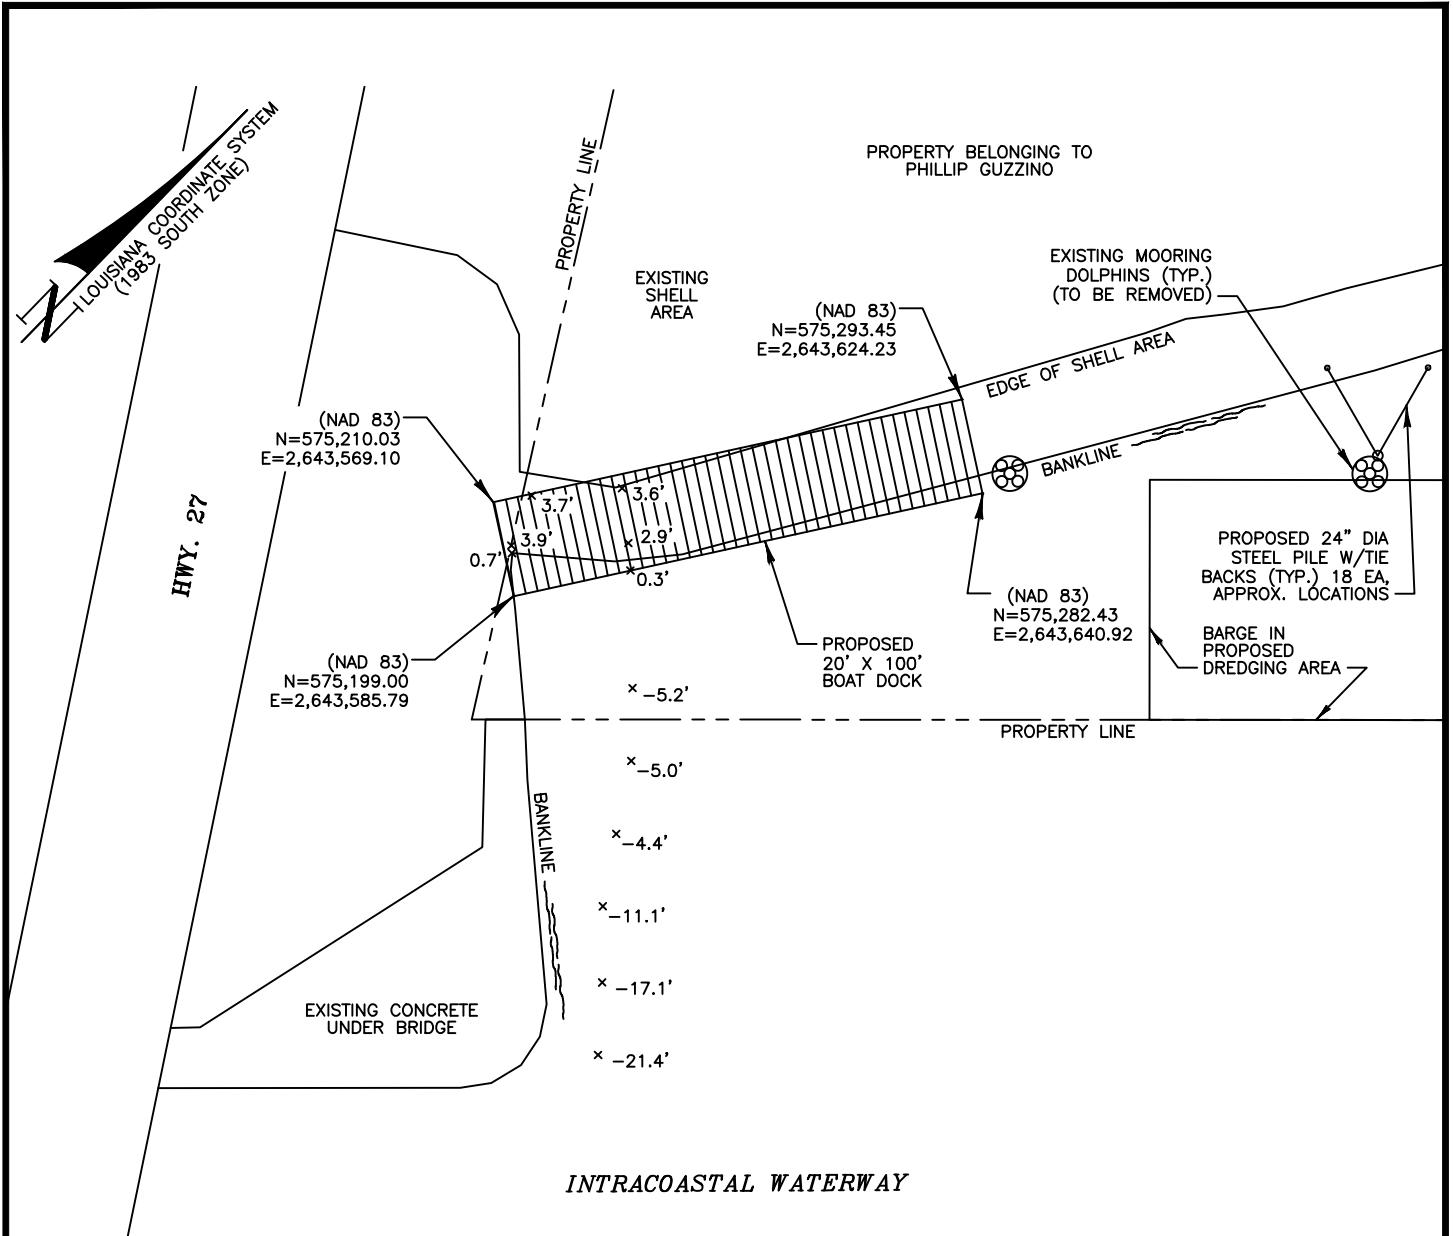 LOUISIANA COORDINATE SYSTEM
(1983 SOUTH ZONE)
N
PROPERTY LINE
PROPERTY BELONGING TO
PHILLIP GUZZINO
EXISTING
SHELL
AREA
EXISTING MOORING
DOLPHINS (TYP.)
(TO BE REMOVED)
(NAD 83)
N=575,293.45
E=2,643,624.23
EDGE OF SHELL AREA
(NAD 83)
N=575,210.03
E=2,643,569.10
BANKLINE
HWY. 27
3.7'
3.6'
3.9'
2.9'
0.7'
0.3'
PROPOSED 24" DIA
STEEL PILE W/TIE
BACKS (TYP.) 18 EA,
APPROX. LOCATIONS
(NAD 83)
N=575,282.43
E=2,643,640.92
BARGE IN
PROPOSED
DREDGING AREA
PROPOSED
20' X 100'
BOAT DOCK
(NAD 83)
N=575,199.00
E=2,643,585.79
-5.2'
PROPERTY LINE
-5.0'
BANKLINE
-4.4'
-11.1'
-17.1'
EXISTING CONCRETE
UNDER BRIDGE
-21.4'
INTRACOASTAL WATERWAY